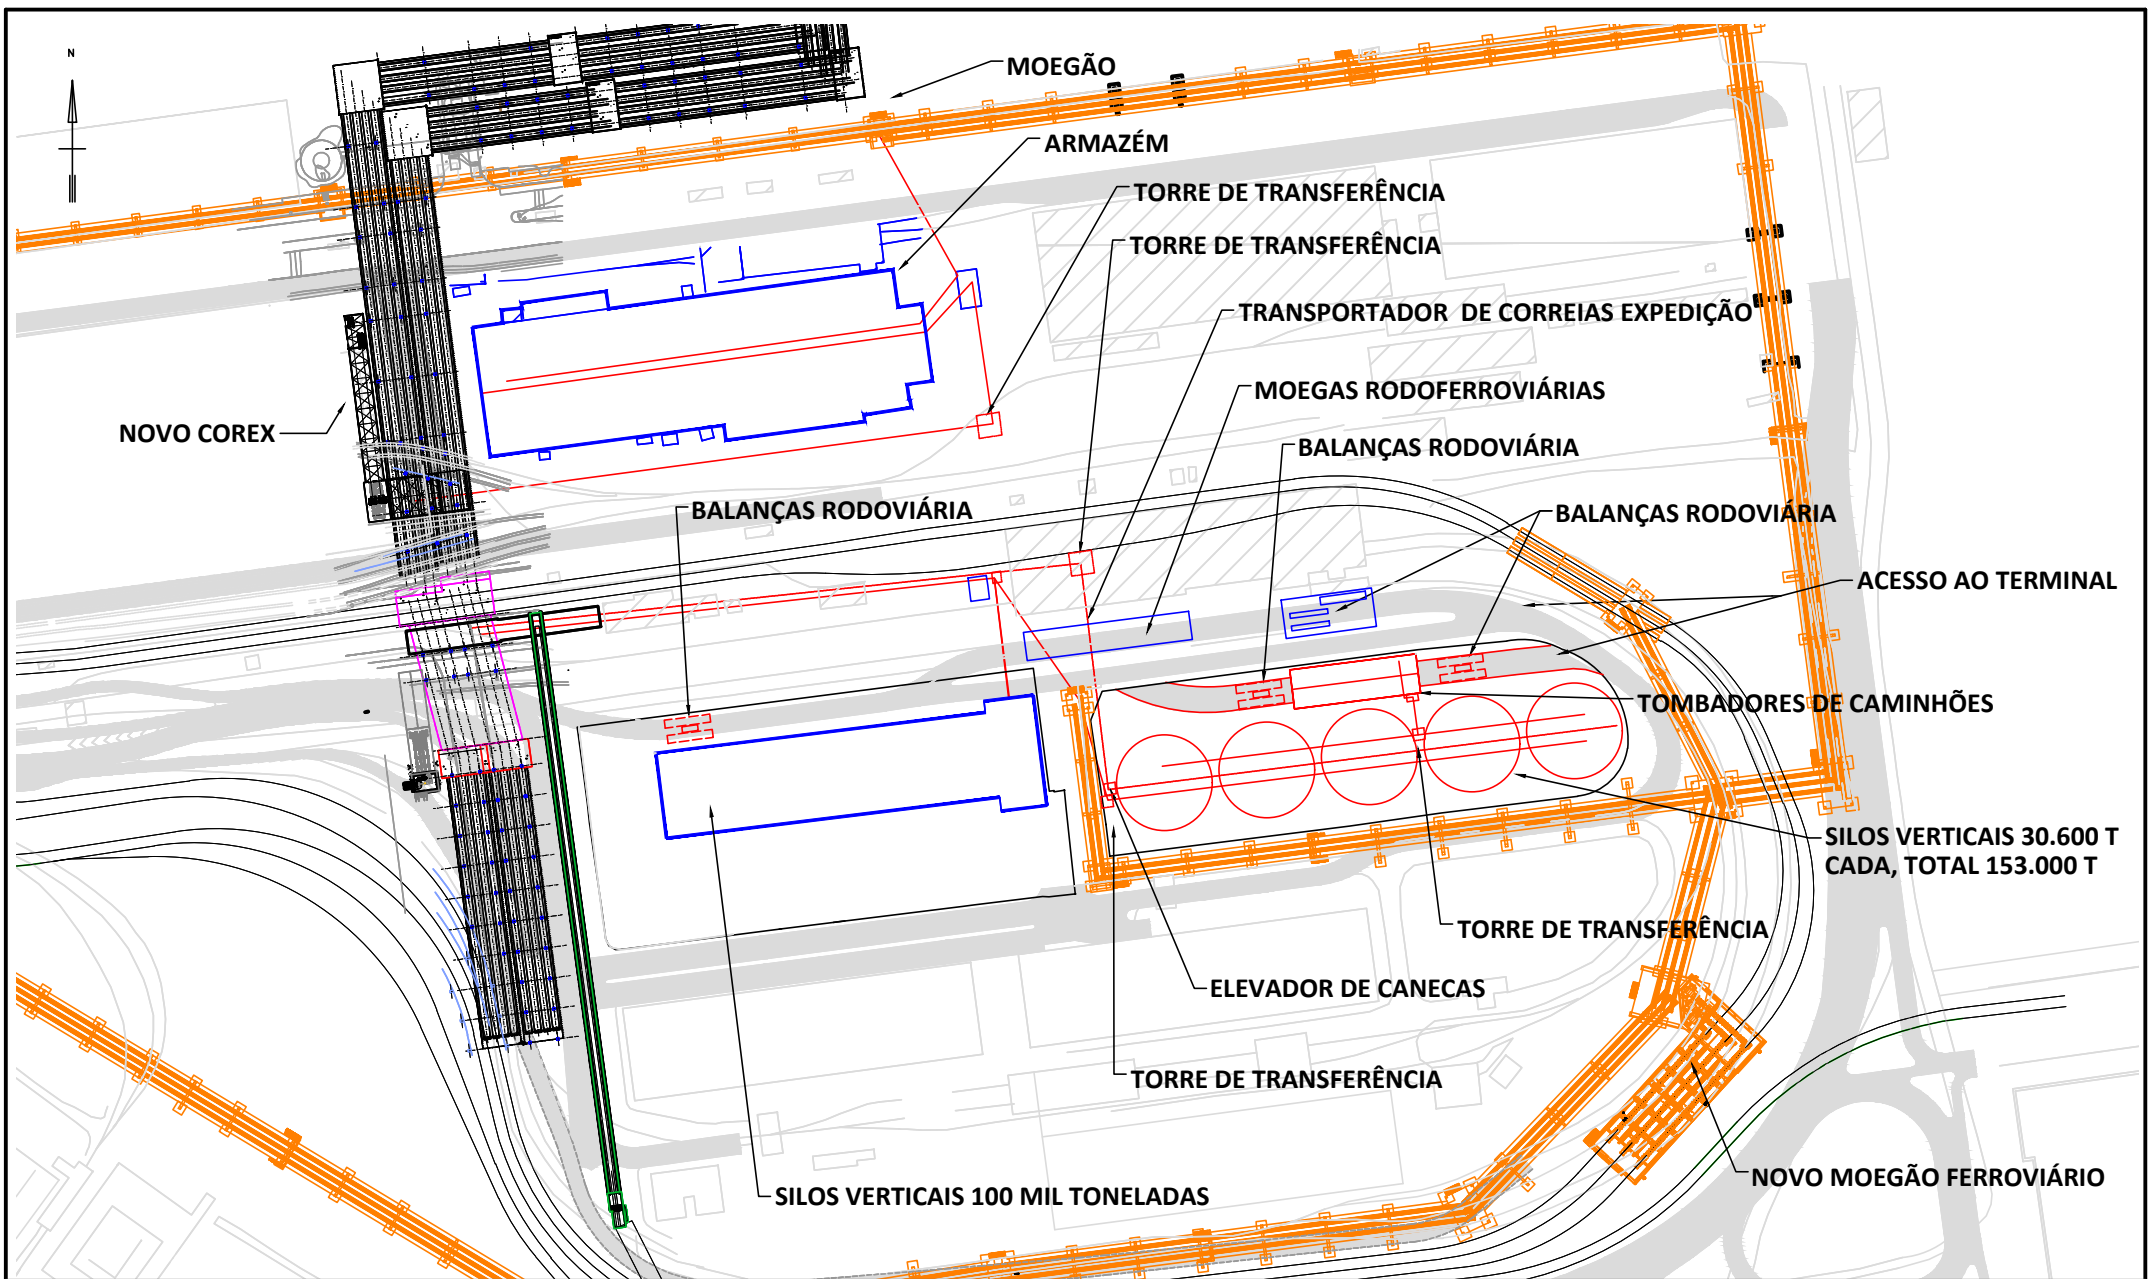 N
MOEGÃO
ARMAZÉM
TORRE DE TRANSFERÊNCIA
TORRE DE TRANSFERÊNCIA
TRANSPORTADOR DE CORREIAS EXPEDIÇÃO
MOEGAS RODOFERROVIÁRIAS
NOVO COREX
BALANÇAS RODOVIÁRIA
BALANÇAS RODOVIÁRIA
BALANÇAS RODOVIÁRIA
ACESSO AO TERMINAL
TOMBADORES DE CAMINHÕES
SILOS VERTICAIS 30.600 T
CADA, TOTAL 153.000 T
TORRE DE TRANSFERÊNCIA
ELEVADOR DE CANECAS
TORRE DE TRANSFERÊNCIA
NOVO MOEGÃO FERROVIÁRIO
SILOS VERTICAIS 100 MIL TONELADAS